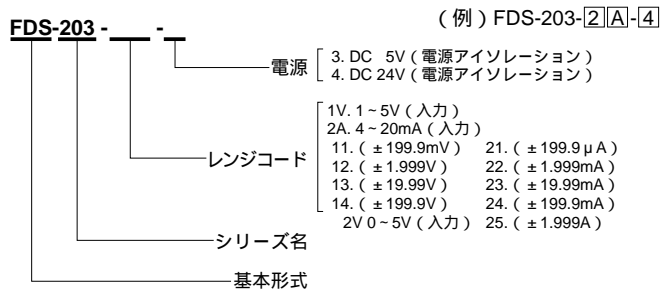 (例)FDS-203-2A-4
FDS-203 - -
電源
3. DC 5V(電源アイソレーション)
4. DC 24V(電源アイソレーション)
レンジコード
1V. 1~5V(入力)
2A. 4~20mA(入力)
11. (±199.9mV) 21. (±199.9μA)
12. (±1.999V) 22. (±1.999mA)
13. (±19.99V) 23. (±19.99mA)
14. (±199.9V) 24. (±199.9mA)
2V 0~5V(入力) 25. (±1.999A)
シリーズ名
基本形式